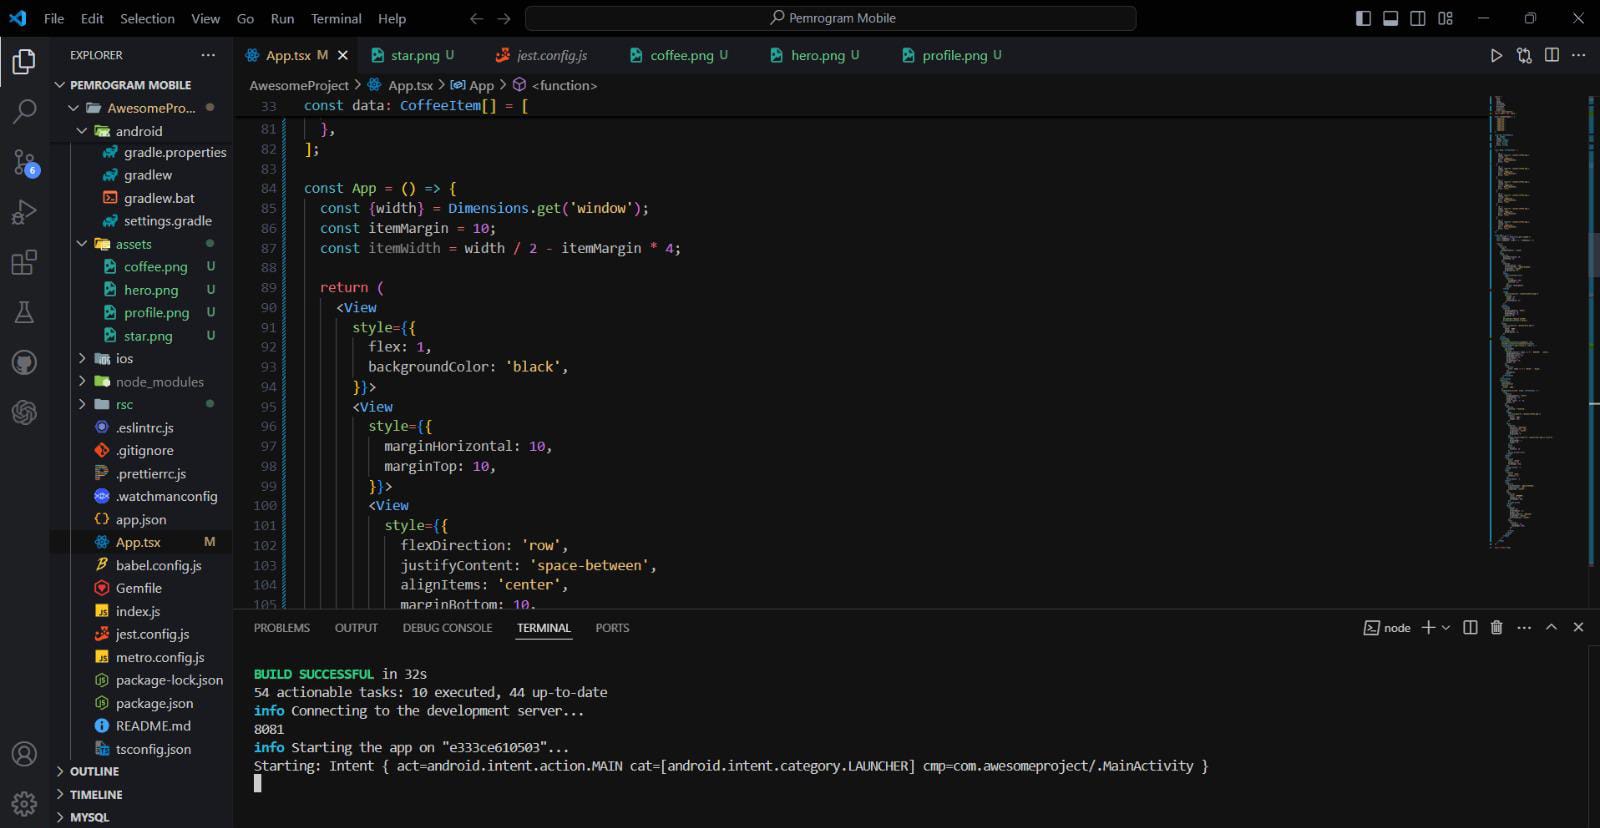 File Edit Selection View Go Run Terminal Help
Pemrogram Mobile
EXPLORER
PEMROGRAM MOBILE
AwesomePro...
android
gradle.properties
gradlew
gradlew.bat
settings.gradle
assets
coffee.png U
hero.png U
profile.png U
star.png U
ios
node_modules
rsc
.eslintrc.js
.gitignore
.prettierrc.js
.watchmanconfig
app.json
App.tsx M
babel.config.js
Gemfile
index.js
jest.config.js
metro.config.js
package-lock.json
package.json
README.md
tsconfig.json
OUTLINE
TIMELINE
MYSQL
6
App.tsx M star.png U jest.config.js coffee.png U hero.png U profile.png U
AwesomeProject > App.tsx > App > <function>
33 const data: CoffeeItem[] = [
81 },
82 ];
83
84 const App = () => {
85 const {width} = Dimensions.get('window');
86 const itemMargin = 10;
87 const itemWidth = width / 2 - itemMargin * 4;
88
89 return (
90 <View
91 style={{
92 flex: 1,
93 backgroundColor: 'black',
94 }}>
95 <View
96 style={{
97 marginHorizontal: 10,
98 marginTop: 10,
99 }}>
100 <View
101 style={{
102 flexDirection: 'row',
103 justifyContent: 'space-between',
104 alignItems: 'center',
105 marginBottom: 10,
PROBLEMS OUTPUT DEBUG CONSOLE TERMINAL PORTS
node
BUILD SUCCESSFUL in 32s
54 actionable tasks: 10 executed, 44 up-to-date
info Connecting to the development server...
8081
info Starting the app on "e333ce610503"...
Starting: Intent { act=android.intent.action.MAIN cat=[android.intent.category.LAUNCHER] cmp=com.awesomeproject/.MainActivity }